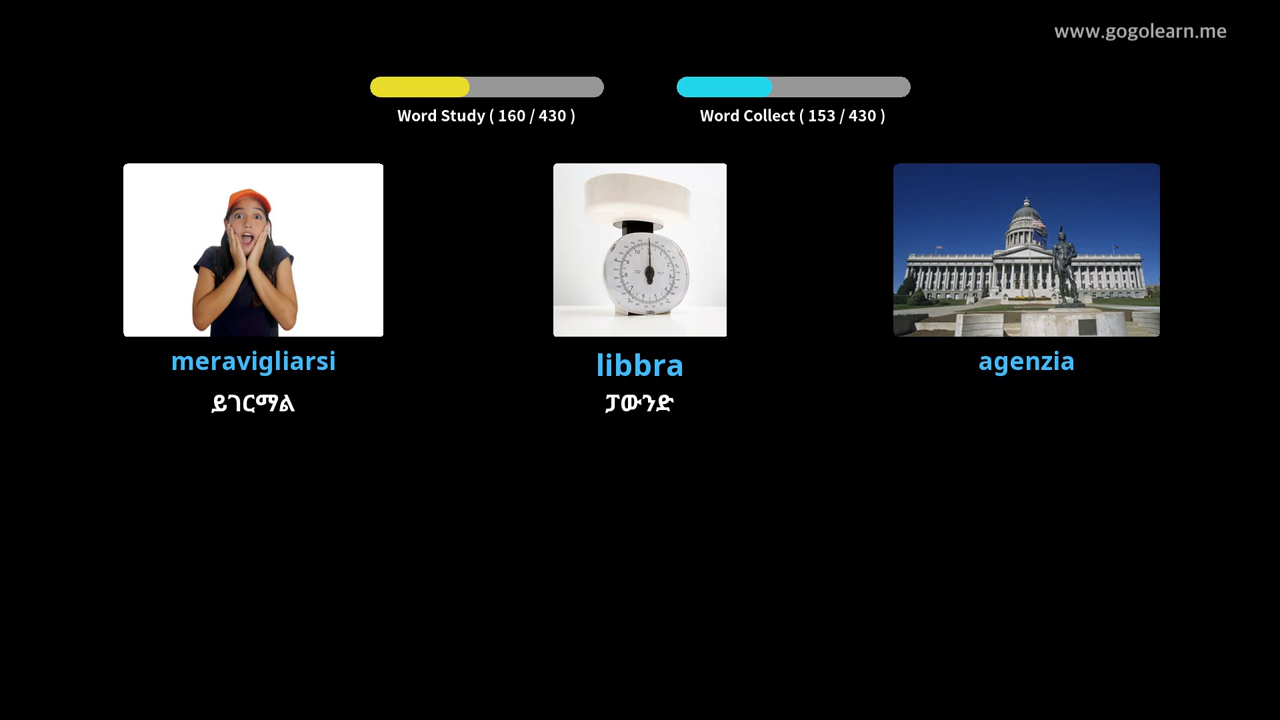 www.gogolearn.me
Word Study ( 160 / 430 )
Word Collect ( 153 / 430 )
meravigliarsi
libbra
agenzia
ይገርማል
ፓውንድ